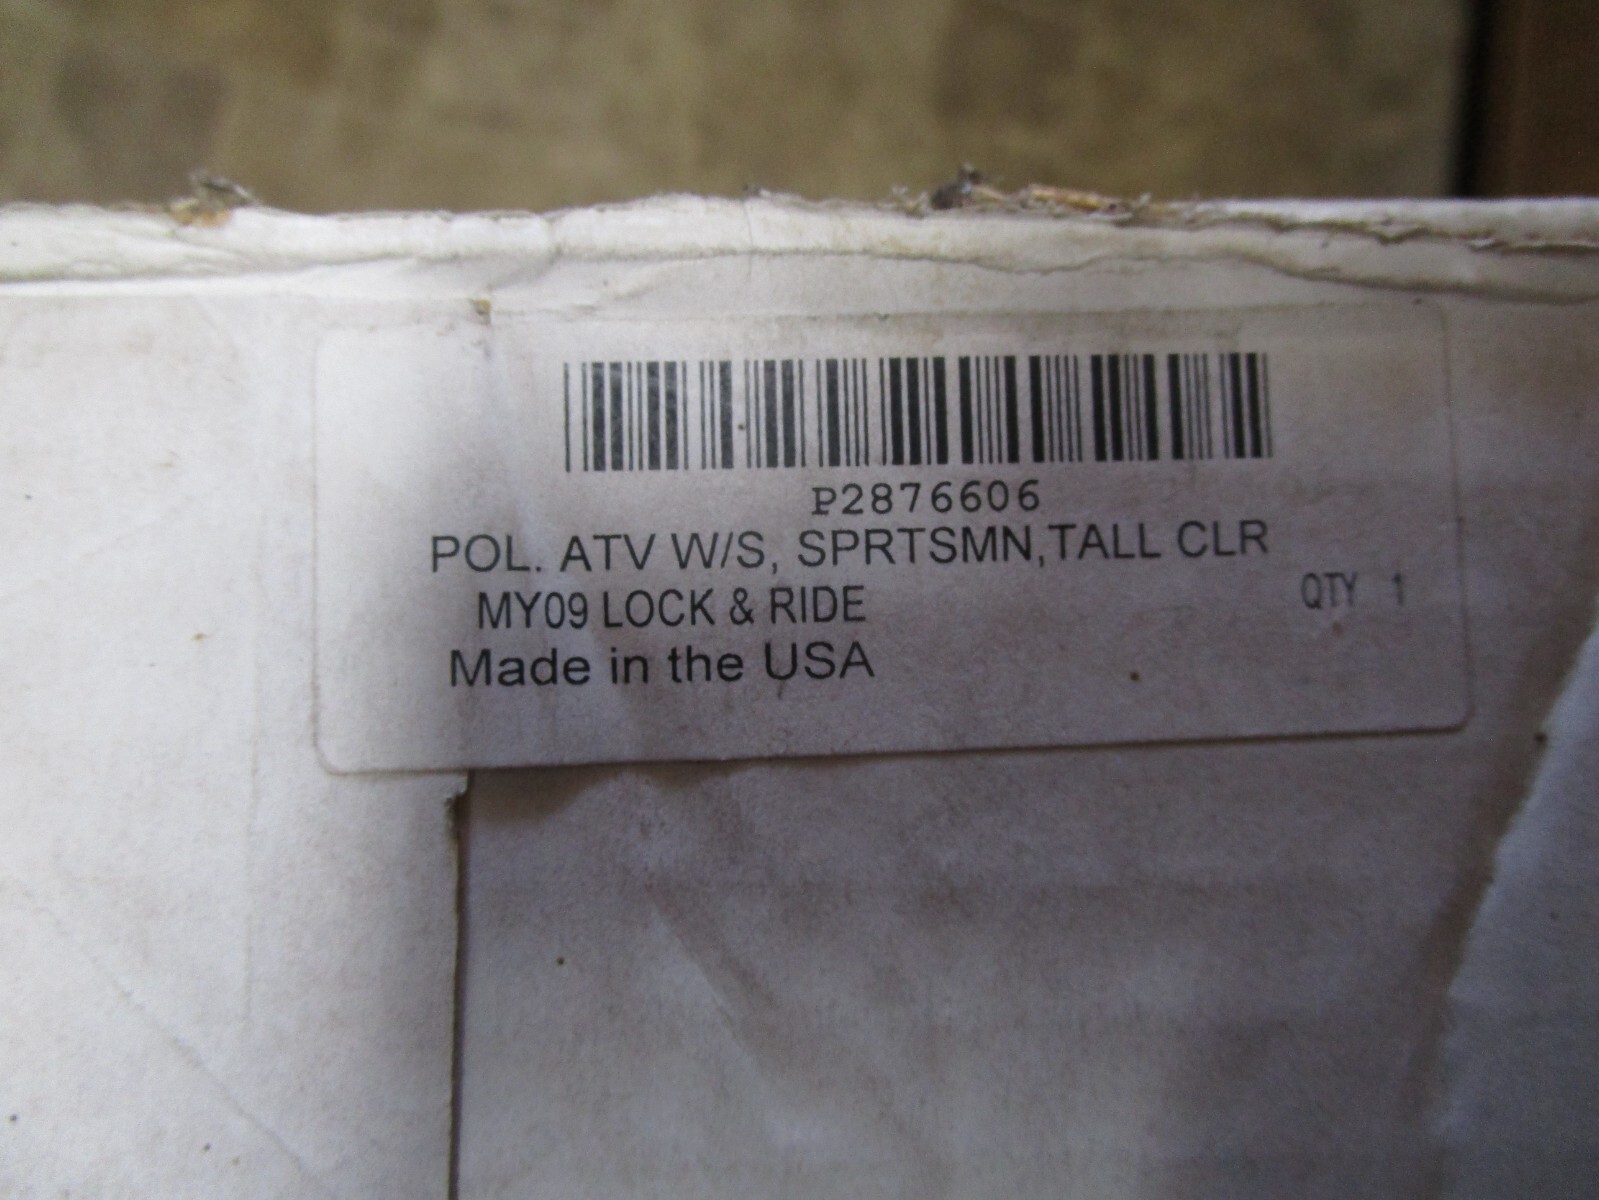 P2876606
POL. ATV W/S, SPRTSMN,TALL CLR
MY09 LOCK & RIDE QTY 1
Made in the USA